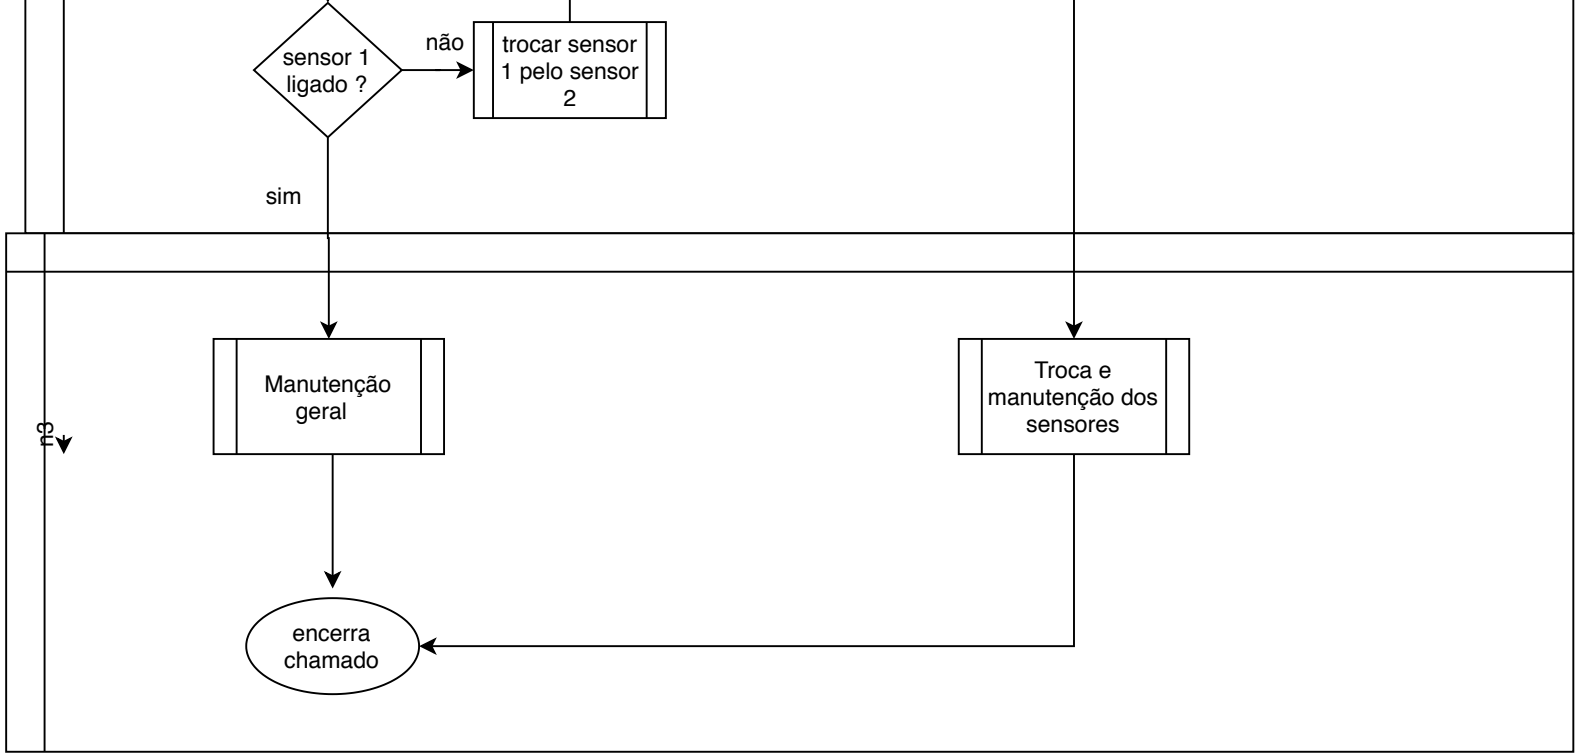 não
sensor 1
ligado ?
trocar sensor
1 pelo sensor
2
sim
n3
Manutenção
geral
Troca e
manutenção dos
sensores
encerra
chamado